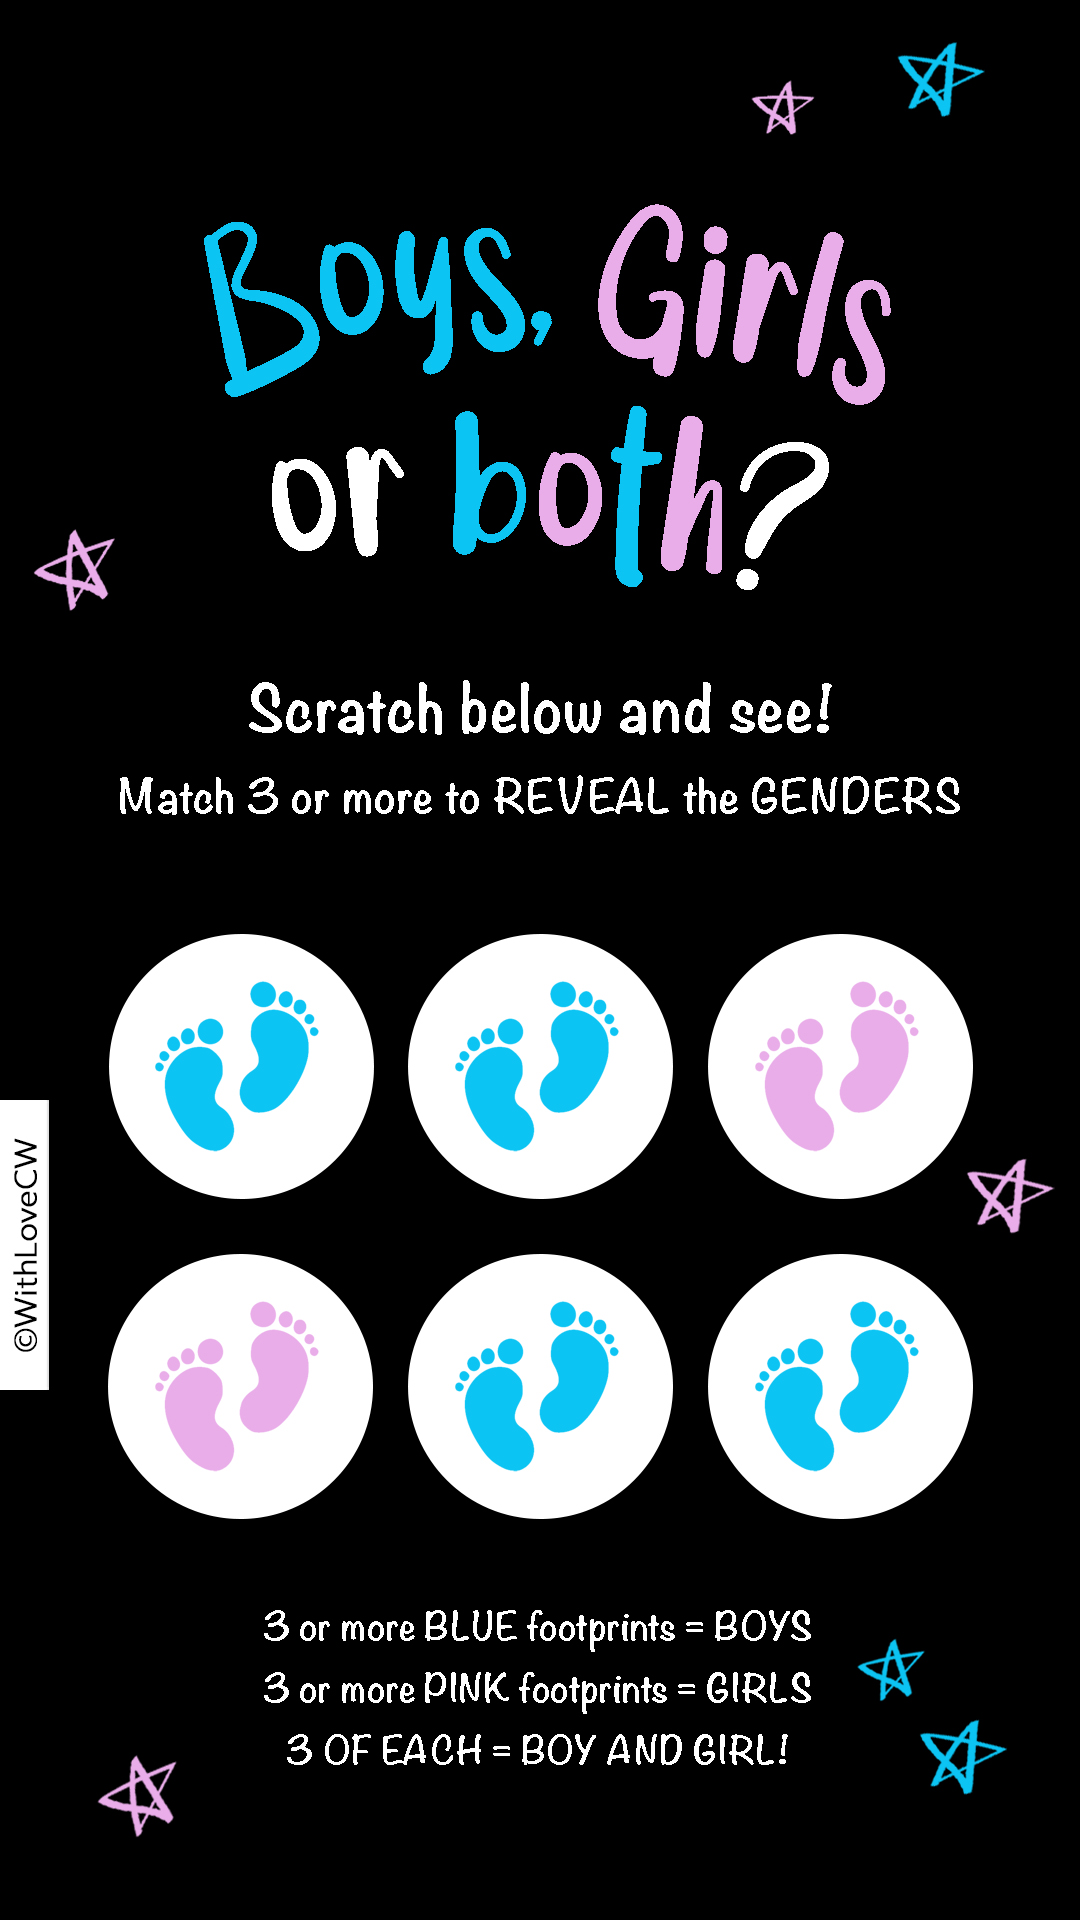 Boys, Girls
or both?
Scratch below and see!
Match 3 or more to REVEAL the GENDERS
©WithLoveCW
3 or more BLUE footprints = BOYS
3 or more PINK footprints = GIRLS
3 OF EACH = BOY AND GIRL!